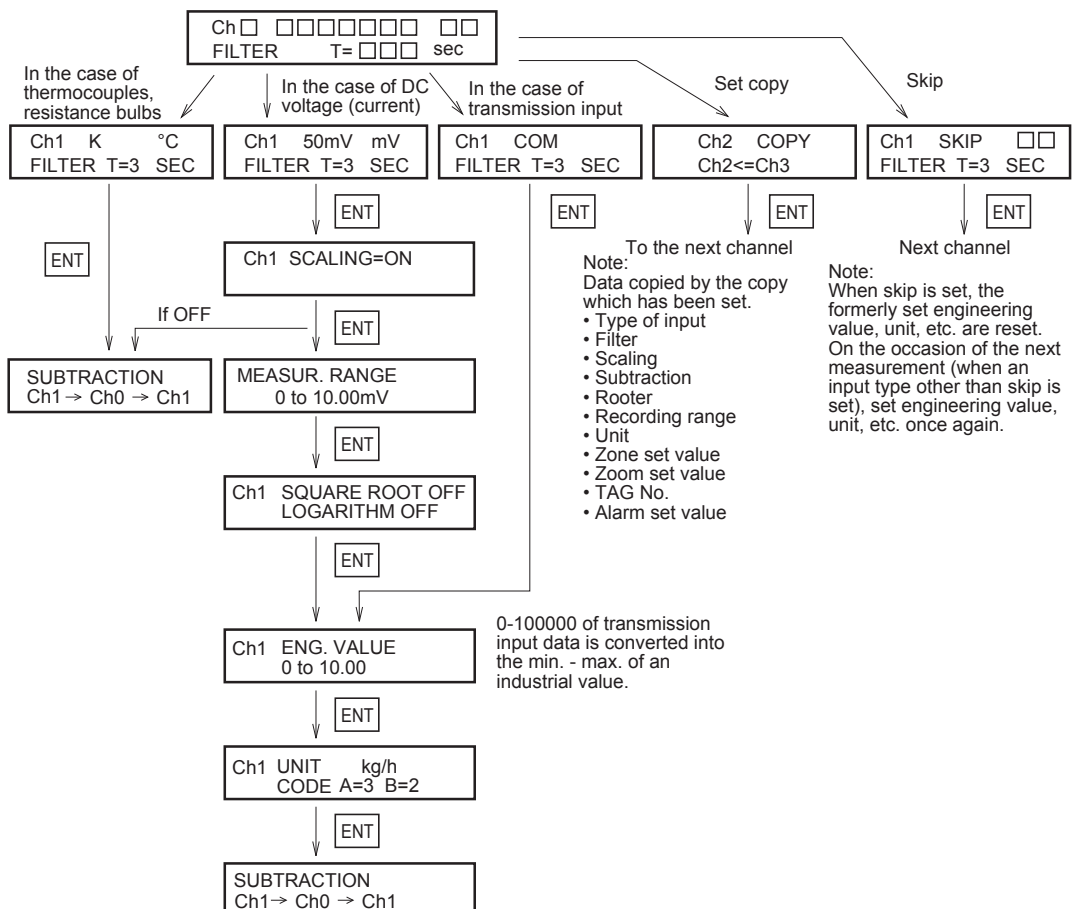 Ch□ □□□□□□□ □□
FILTER T= □□□ sec
In the case of
thermocouples,
resistance bulbs
In the case of DC
voltage (current)
In the case of
transmission input
Set copy
Skip
Ch1 K °C
FILTER T=3 SEC
Ch1 50mV mV
FILTER T=3 SEC
Ch1 COM
FILTER T=3 SEC
Ch2 COPY
Ch2<=Ch3
Ch1 SKIP □□
FILTER T=3 SEC
ENT
ENT
ENT
ENT
ENT
To the next channel
Note:
Data copied by the copy
which has been set.
• Type of input
• Filter
• Scaling
• Subtraction
• Rooter
• Recording range
• Unit
• Zone set value
• Zoom set value
• TAG No.
• Alarm set value
Next channel
Note:
When skip is set, the
formerly set engineering
value, unit, etc. are reset.
On the occasion of the next
measurement (when an
input type other than skip is
set), set engineering value,
unit, etc. once again.
Ch1 SCALING=ON
If OFF
ENT
SUBTRACTION
Ch1→ Ch0 → Ch1
MEASUR. RANGE
0 to 10.00mV
ENT
Ch1 SQUARE ROOT OFF
LOGARITHM OFF
ENT
Ch1 ENG. VALUE
0 to 10.00
0-100000 of transmission
input data is converted into
the min. - max. of an
industrial value.
ENT
Ch1 UNIT kg/h
CODE A=3 B=2
ENT
SUBTRACTION
Ch1→ Ch0 → Ch1